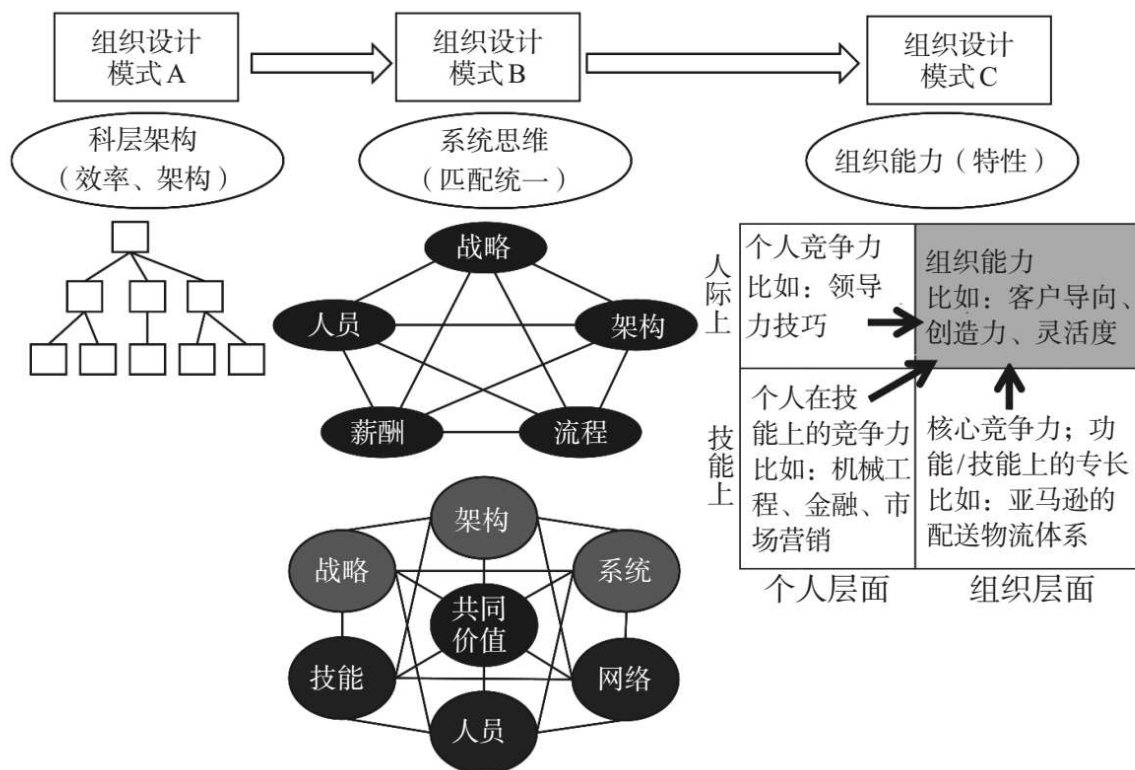 组织设计
模式A
组织设计
模式B
组织设计
模式C
科层架构
（效率、架构）
系统思维
（匹配统一）
组织能力（特性）
战略
人员
架构
薪酬
流程
架构
战略
系统
共同
价值
技能
网络
人员
人际上
技能上
个人竞争力
比如：领导
力技巧
组织能力
比如：客户导向、
创造力、灵活度
个人在技
能上的竞争力
比如：机械工
程、金融、市
场营销
核心竞争力；功
能/技能上的专长
比如：亚马逊的
配送物流体系
个人层面
组织层面